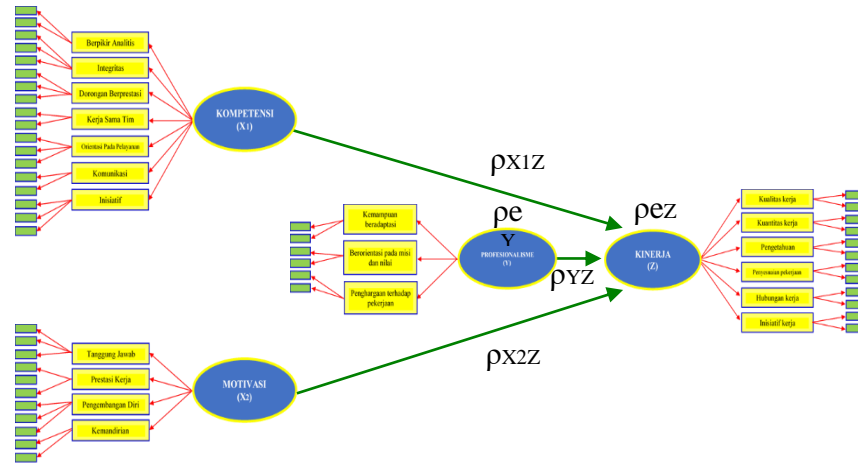 Berpikir Analitis
Integritas
Dorongan Berprestasi
Kerja Sama Tim
Orientasi Pada Pelayanan
Komunikasi
Inisiatif
KOMPETENSI
(X1)
ρX1Z
ρe
Y
ρez
Kemampuan
beradaptasi
Berorientasi pada misi
dan nilai
Penghargaan terhadap
pekerjaan
PROFESIONALISME
(Y)
ρYZ
KINERJA
(Z)
Kualitas kerja
Kuantitas kerja
Pengetahuan
Penyesuaian pekerjaan
Hubungan kerja
Inisiatif kerja
Tanggung Jawab
Prestasi Kerja
Pengembangan Diri
Kemandirian
MOTIVASI
(X2)
ρX2Z